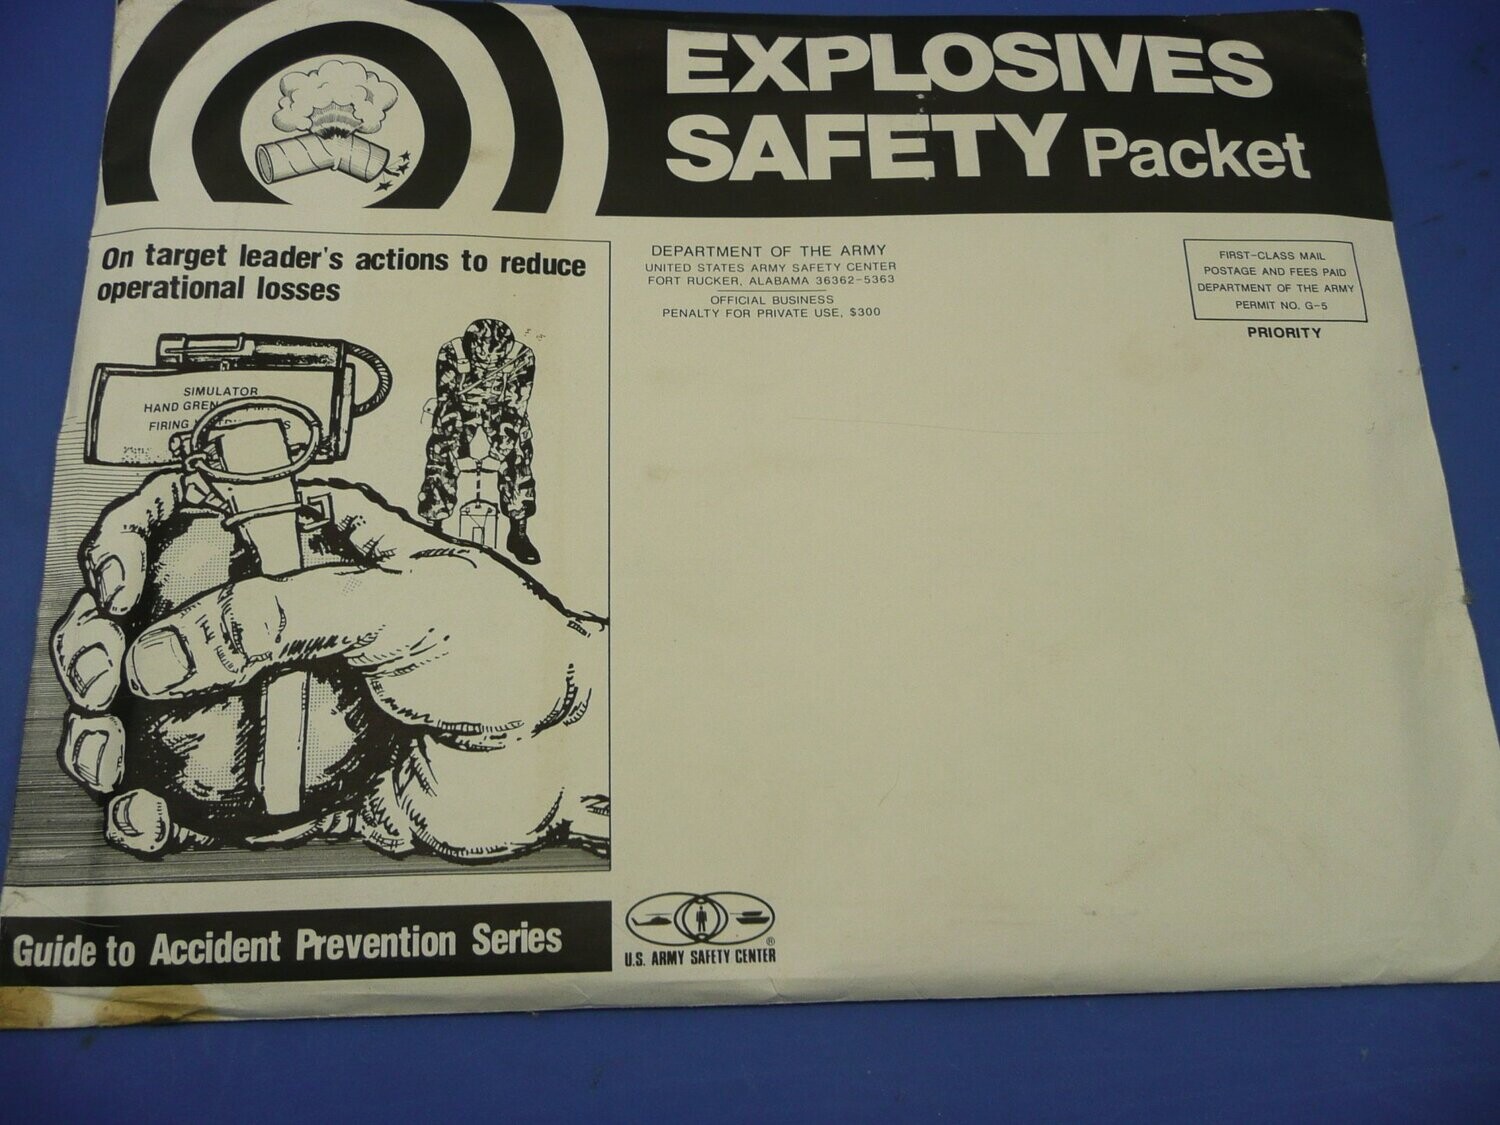 EXPLOSIVES
SAFETY Packet
On target leader's actions to reduce
operational losses
DEPARTMENT OF THE ARMY
UNITED STATES ARMY SAFETY CENTER
FORT RUCKER, ALABAMA 36362-5363
OFFICIAL BUSINESS
PENALTY FOR PRIVATE USE, $300
FIRST-CLASS MAIL
POSTAGE AND FEES PAID
DEPARTMENT OF THE ARMY
PERMIT NO. G-5
PRIORITY
SIMULATOR
HAND GREN
FIRING
Guide to Accident Prevention Series
®
U.S. ARMY SAFETY CENTER